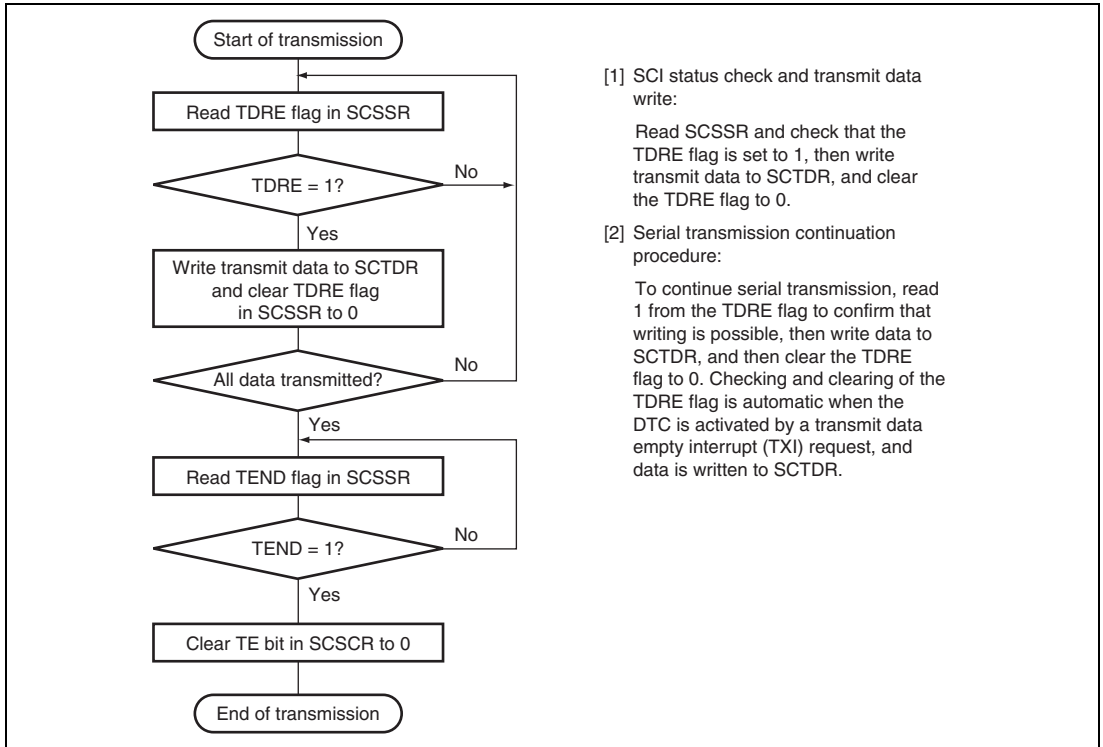 Start of transmission
Read TDRE flag in SCSSR
No
TDRE = 1?
Yes
Write transmit data to SCTDR
and clear TDRE flag
in SCSSR to 0
No
All data transmitted?
Yes
Read TEND flag in SCSSR
No
TEND = 1?
Yes
Clear TE bit in SCSCR to 0
End of transmission
[1] SCI status check and transmit data
write:
Read SCSSR and check that the
TDRE flag is set to 1, then write
transmit data to SCTDR, and clear
the TDRE flag to 0.
[2] Serial transmission continuation
procedure:
To continue serial transmission, read
1 from the TDRE flag to confirm that
writing is possible, then write data to
SCTDR, and then clear the TDRE
flag to 0. Checking and clearing of the
TDRE flag is automatic when the
DTC is activated by a transmit data
empty interrupt (TXI) request, and
data is written to SCTDR.